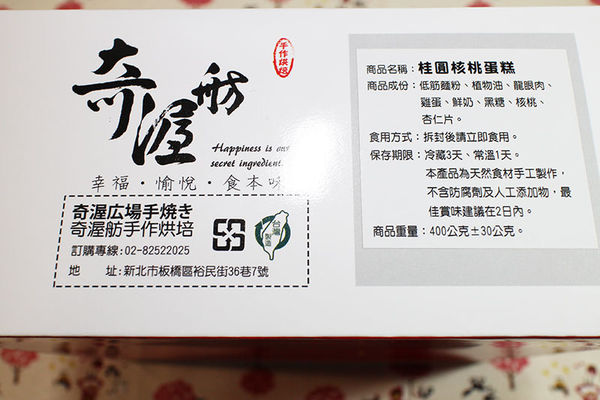 奇渥舫
手作烘焙
Happiness is our
secret ingredient.
幸福・愉悅・食本味
奇渥広場手焼き
奇渥舫手作烘培
訂購專線:02-82522025
地　　址:新北市板橋區裕民街36巷7號
台灣
製造
商品名稱：桂圓核桃蛋糕
商品成份：低筋麵粉、植物油、龍眼肉、
雞蛋、鮮奶、黑糖、核桃、
杏仁片。
食用方式：拆封後請立即食用。
保存期限：冷藏3天、常溫1天。
本產品為天然食材手工製作，
不含防腐劑及人工添加物，最
佳賞味建議在2日內。
商品重量：400公克±30公克。